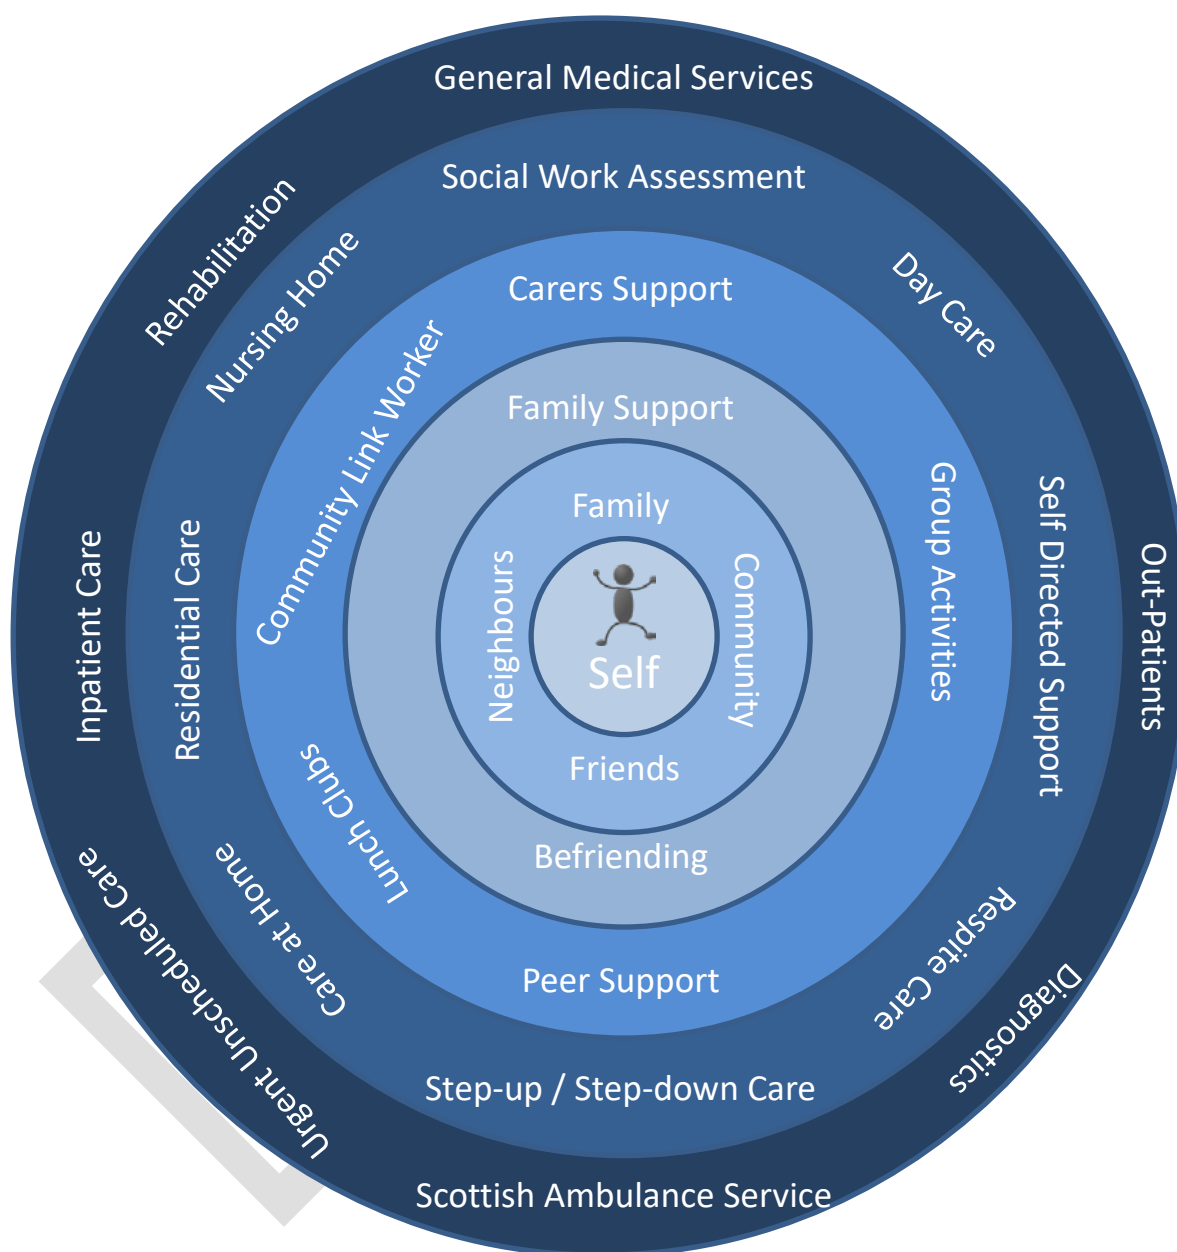 General Medical Services
Rehabilitation
Inpatient Care
Urgent Unscheduled Care
Scottish Ambulance Service
Diagnostics
Out-Patients
Social Work Assessment
Nursing Home
Residential Care
Care at Home
Step-up / Step-down Care
Respite Care
Self Directed Support
Day Care
Carers Support
Community Link Worker
Lunch Clubs
Peer Support
Group Activities
Family Support
Befriending
Family
Neighbours
Community
Friends
Self